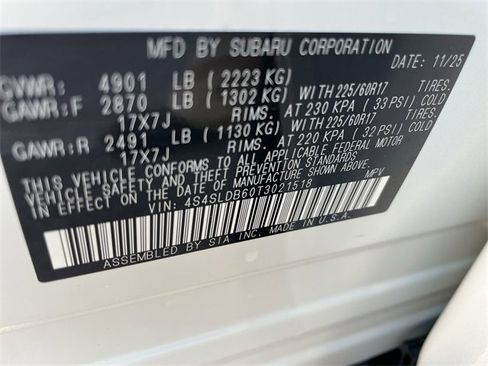 MFD BY SUBARU CORPORATION DATE: 11/25
GVWR: 4901 LB (2223 KG)
GAWR:F 2870 LB (1302 KG) WITH 225/60R17 TIRES.
17X7J RIMS. AT 230 KPA (33 PSI) COLD
GAWR:R 2491 LB (1130 KG) WITH 225/60R17 TIRES.
17X7J RIMS. AT 220 KPA (32 PSI) COLD
THIS VEHICLE CONFORMS TO ALL APPLICABLE FEDERAL MOTOR
VEHICLE SAFETY AND THEFT PREVENTION STANDARDS IN EFFECT
ON THE DATE OF MANUFACTURE SHOWN ABOVE.
VIN: 4S4SLDB60T3021518 MPV
ASSEMBLED BY SIA INC. MADE IN U.S.A.